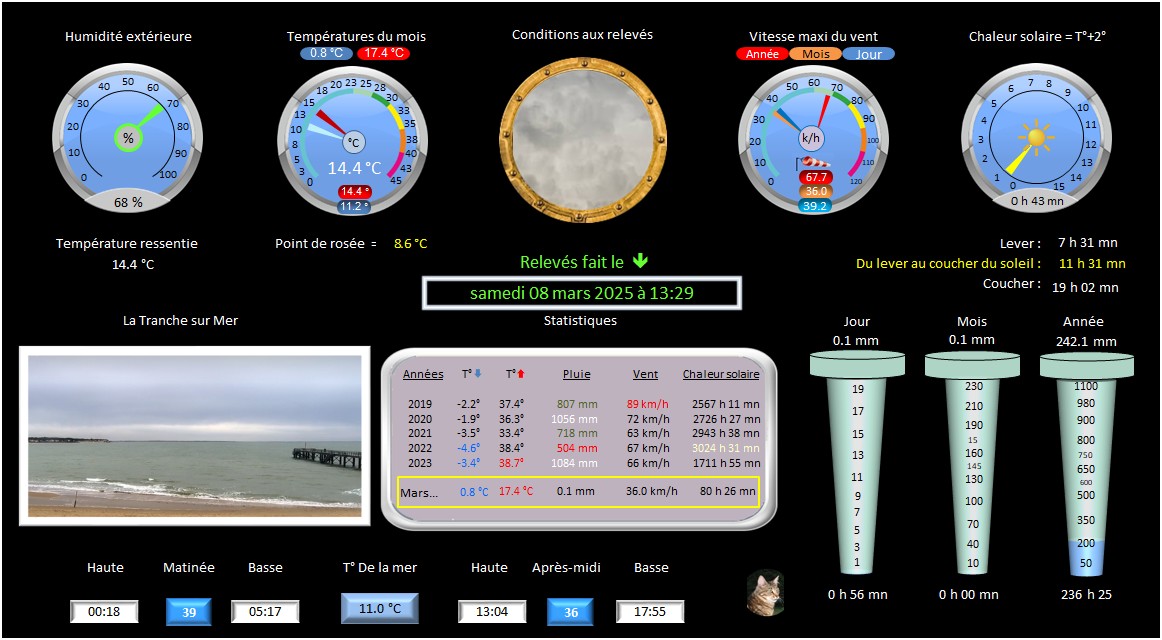 Humidité extérieure
Températures du mois
Conditions aux relevés
Vitesse maxi du vent
Chaleur solaire = T°+2°
0.8 °C 17.4 °C
Année Mois Jour
0 10 20 30 40 50 60 70 80 90 100
%
68 %
0 3 5 8 10 13 15 18 20 23 25 28 30 33 35 38 40 43 45
°C
14.4 °C
14.4 °
11.2 °
0 10 20 30 40 50 60 70 80 90 100 110 120
k/h
67.7
36.0
39.2
0 1 2 3 4 5 6 7 8 9 10 11 12 13 14 15
0 h 43 mn
Température ressentie
14.4 °C
Point de rosée = 8.6 °C
Lever : 7 h 31 mn
Du lever au coucher du soleil : 11 h 31 mn
Coucher : 19 h 02 mn
Relevés fait le
samedi 08 mars 2025 à 13:29
La Tranche sur Mer
Statistiques
Années T° T° Pluie Vent Chaleur solaire
2019 -2.2° 37.4° 807 mm 89 km/h 2567 h 11 mn
2020 -1.9° 36.3° 1056 mm 72 km/h 2726 h 27 mn
2021 -3.5° 33.4° 718 mm 63 km/h 2943 h 38 mn
2022 -4.6° 38.4° 504 mm 67 km/h 3024 h 31 mn
2023 -3.4° 38.7° 1084 mm 66 km/h 1711 h 55 mn
Mars... 0.8 °C 17.4 °C 0.1 mm 36.0 km/h 80 h 26 mn
Jour
0.1 mm
19
17
15
13
11
9
7
5
3
1
0 h 56 mn
Mois
0.1 mm
230
210
190
15
160
145
130
100
70
40
10
0 h 00 mn
Année
242.1 mm
1100
980
900
800
750
650
600
500
350
200
50
236 h 25
Haute Matinée Basse T° De la mer Haute Après-midi Basse
00:18 39 05:17 11.0 °C 13:04 36 17:55